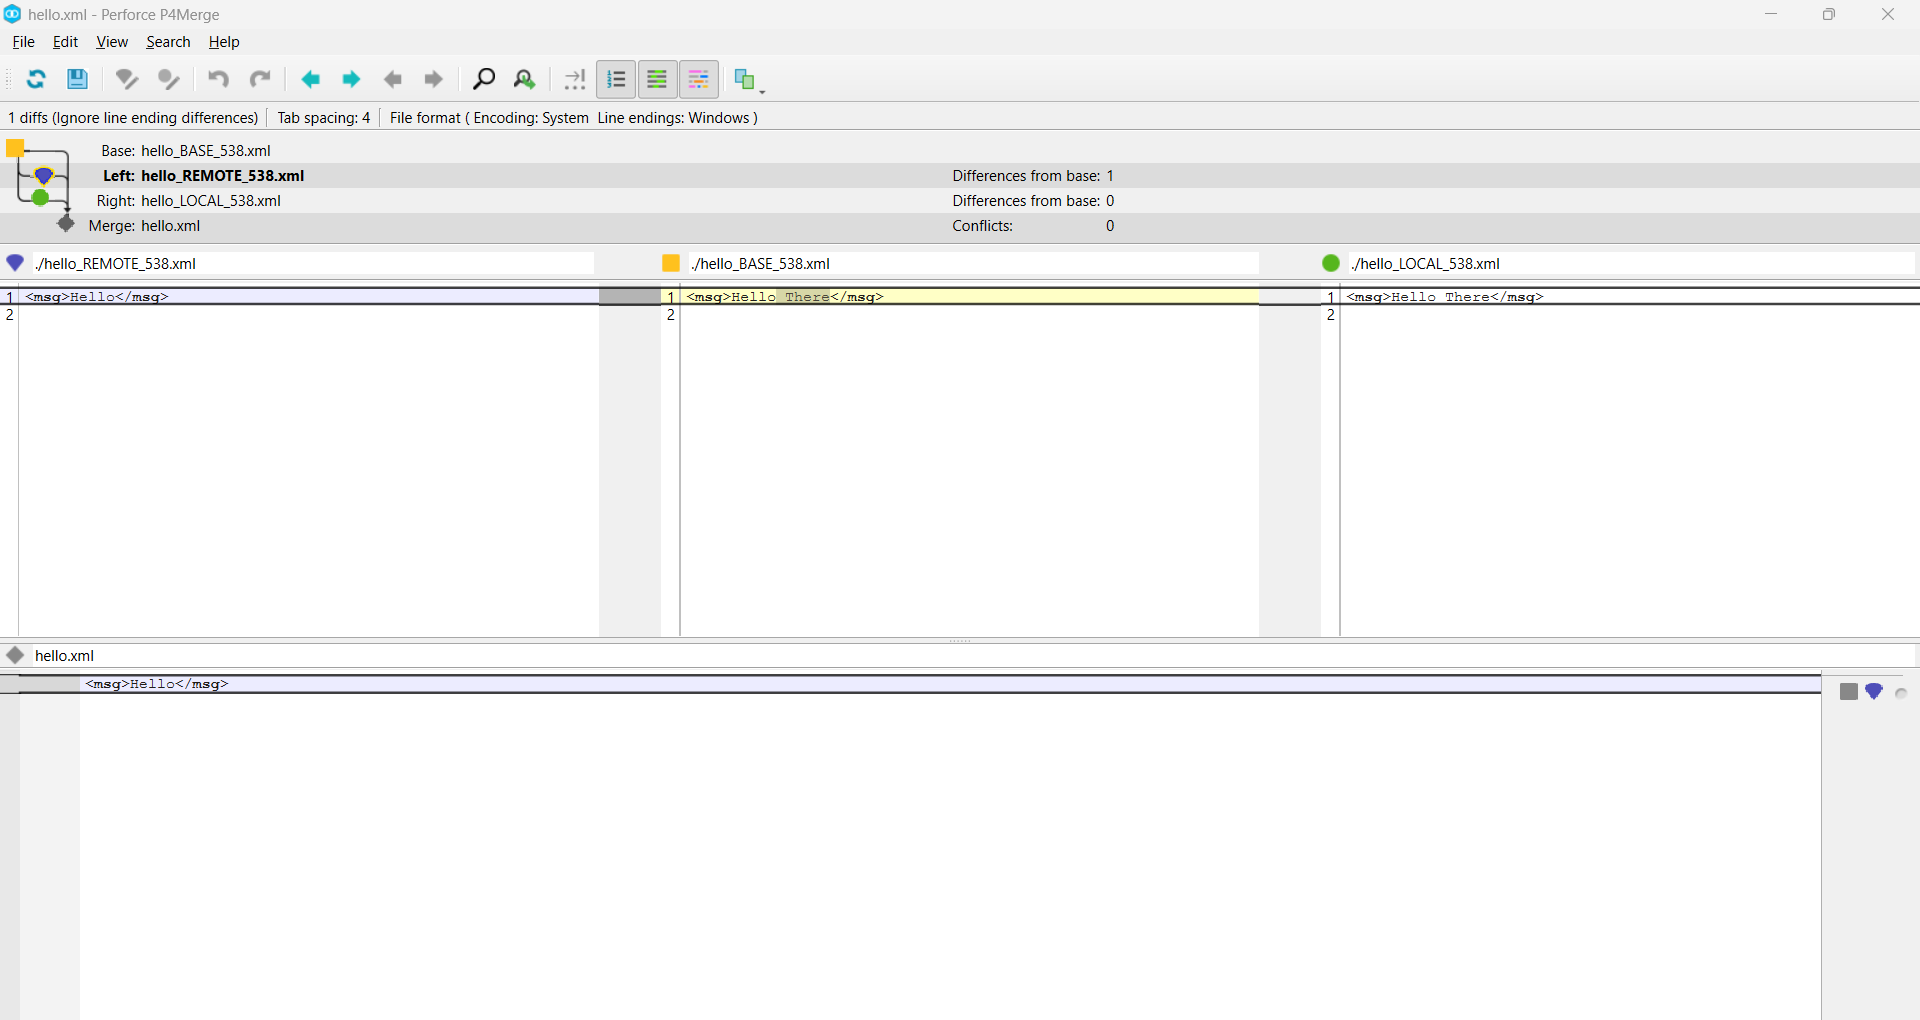 hello.xml - Perforce P4Merge
File Edit View Search Help
1 diffs (Ignore line ending differences) Tab spacing: 4 File format ( Encoding: System Line endings: Windows )
Base: hello_BASE_538.xml
Left: hello_REMOTE_538.xml Differences from base: 1
Right: hello_LOCAL_538.xml Differences from base: 0
Merge: hello.xml Conflicts: 0
./hello_REMOTE_538.xml ./hello_BASE_538.xml ./hello_LOCAL_538.xml
1 <msg>Hello</msg> 1 <msg>Hello There</msg> 1 <msg>Hello There</msg>
2 2 2
hello.xml
<msg>Hello</msg>